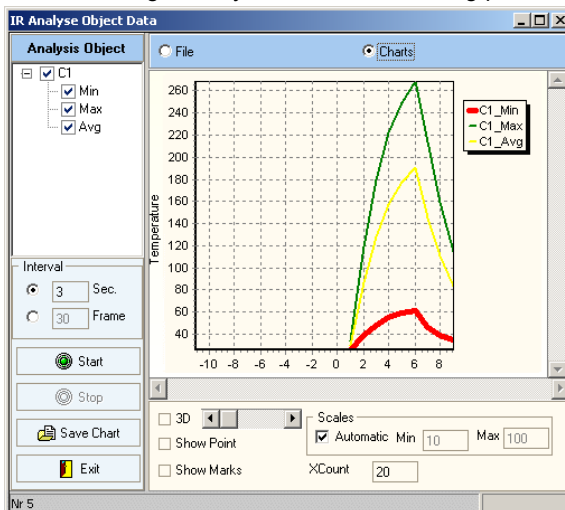 IR Analyse Object Data
Analysis Object
File
Charts
C1
Min
Max
Avg
Interval
3 Sec.
30 Frame
Start
Stop
Save Chart
Exit
Temperature
260
240
220
200
180
160
140
120
100
80
60
40
-10 -8 -6 -4 -2 0 2 4 6 8
C1_Min
C1_Max
C1_Avg
3D
Show Point
Show Marks
Scales
Automatic Min 10 Max 100
XCount 20
Nr 5